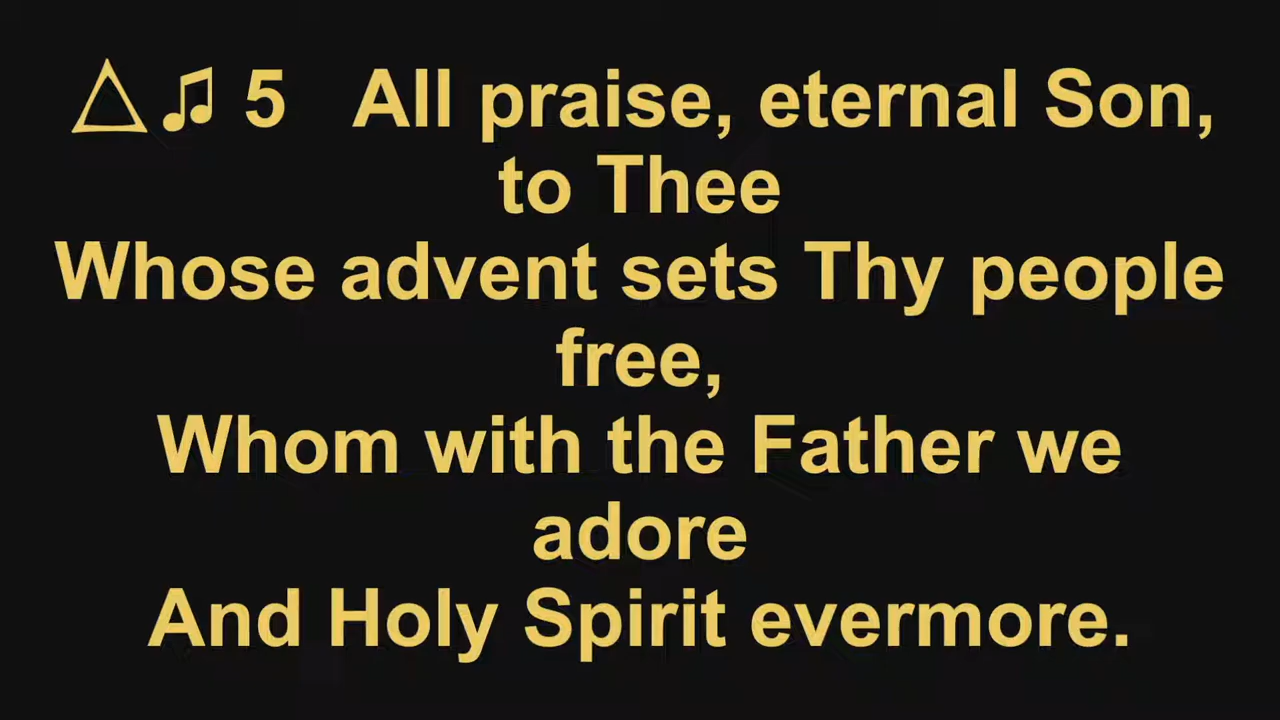 △♫ 5 All praise, eternal Son,
to Thee
Whose advent sets Thy people
free,
Whom with the Father we
adore
And Holy Spirit evermore.